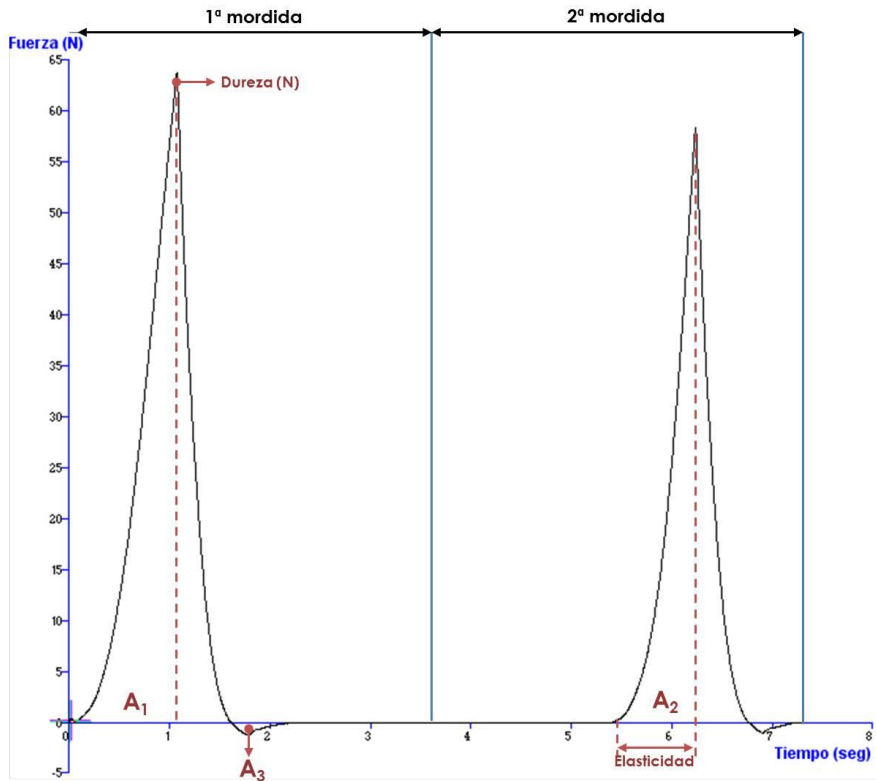 1ª mordida
2ª mordida
Fuerza (N)
65
60
55
50
45
40
35
30
25
20
15
10
5
0
-5
Dureza (N)
A1
A2
A3
0
1
2
3
4
5
6
7
8
Elasticidad
Tiempo (seg)